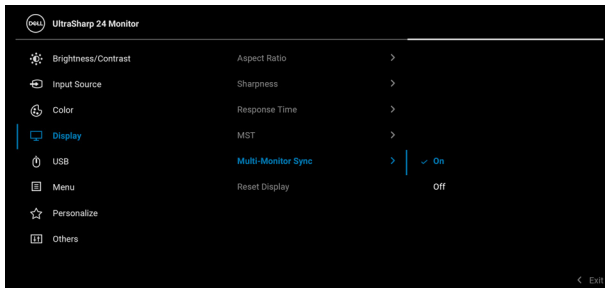 DELL UltraSharp 24 Monitor
Brightness/Contrast Aspect Ratio
Input Source Sharpness
Color Response Time
Display MST
USB Multi-Monitor Sync On
Menu Reset Display Off
Personalize
Others
Exit